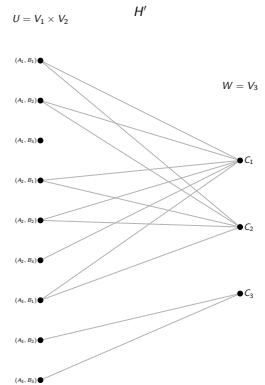 H′
U = V₁ × V₂
W = V₃
(A₁, B₁)
(A₁, B₂)
(A₁, B₃)
(A₂, B₁)
(A₂, B₂)
(A₂, B₃)
(A₃, B₁)
(A₃, B₂)
(A₃, B₃)
C₁
C₂
C₃